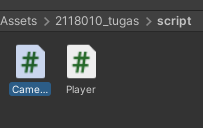 Assets > 2118010_tugas > script
#
#
Came...
Player